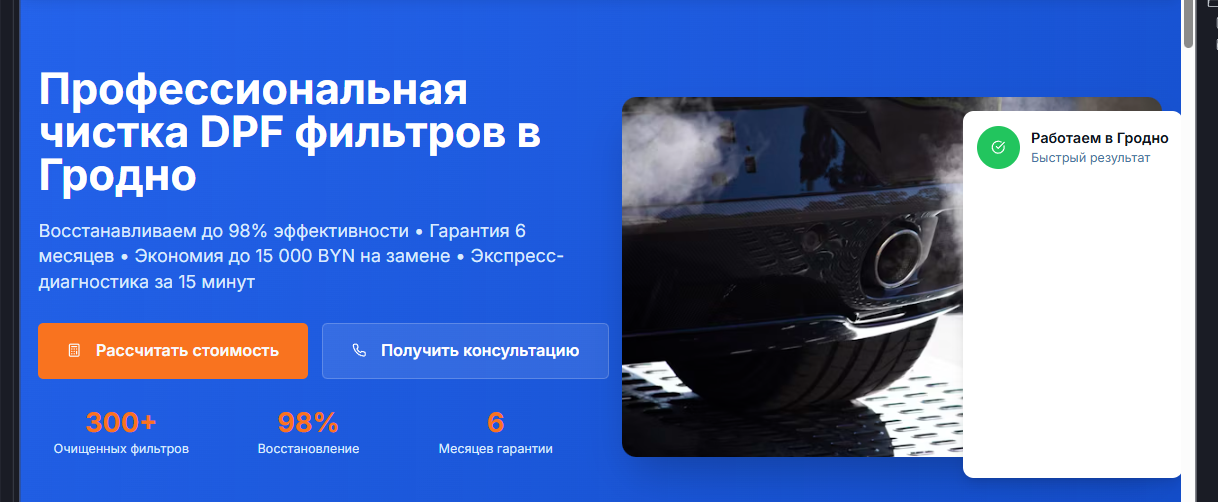 Профессиональная
чистка DPF фильтров в
Гродно
Восстанавливаем до 98% эффективности • Гарантия 6
месяцев • Экономия до 15 000 BYN на замене • Экспресс-
диагностика за 15 минут
Рассчитать стоимость
Получить консультацию
300+
Очищенных фильтров
98%
Восстановление
6
Месяцев гарантии
Работаем в Гродно
Быстрый результат